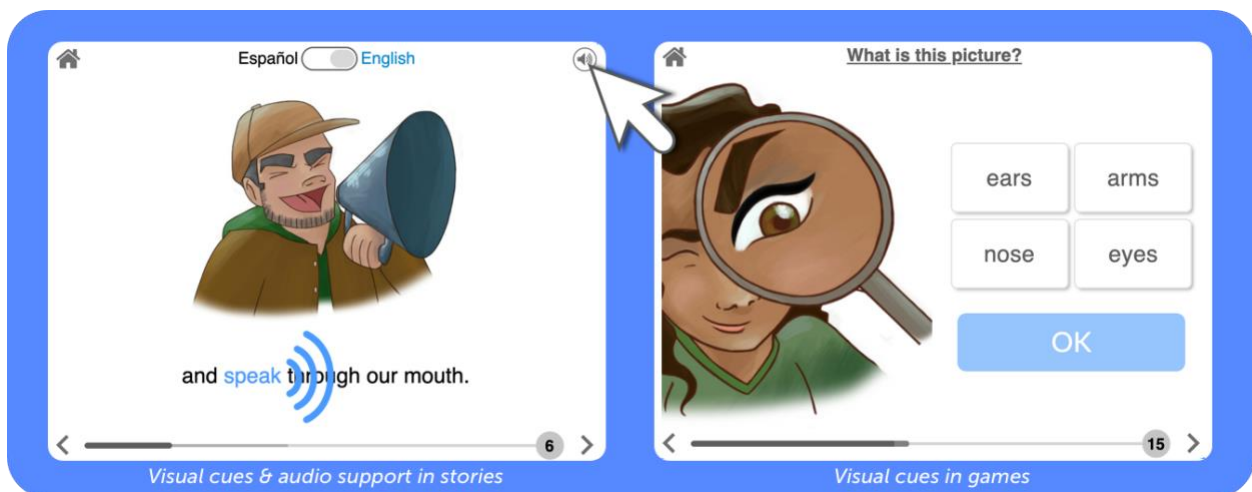 Español English
and speak through our mouth.
6
Visual cues & audio support in stories
What is this picture?
ears arms
nose eyes
OK
15
Visual cues in games